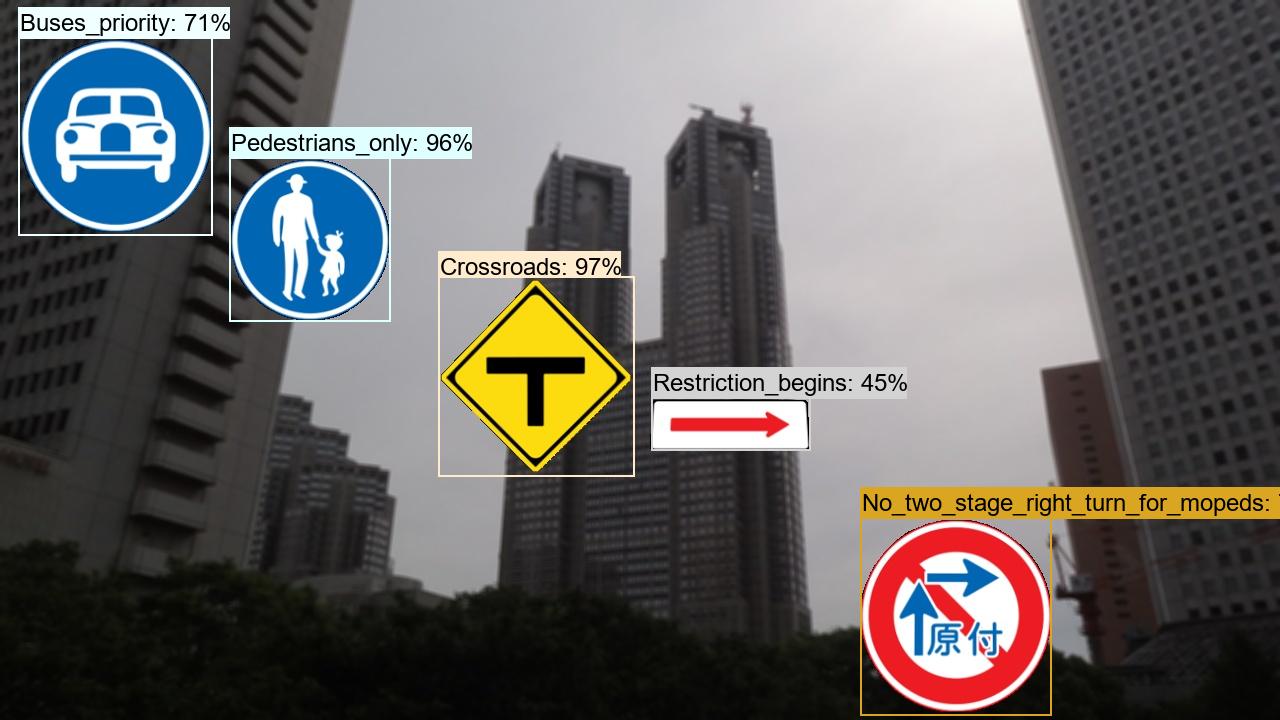 Buses_priority: 71%
Pedestrians_only: 96%
Crossroads: 97%
Restriction_begins: 45%
No_two_stage_right_turn_for_mopeds:
原付